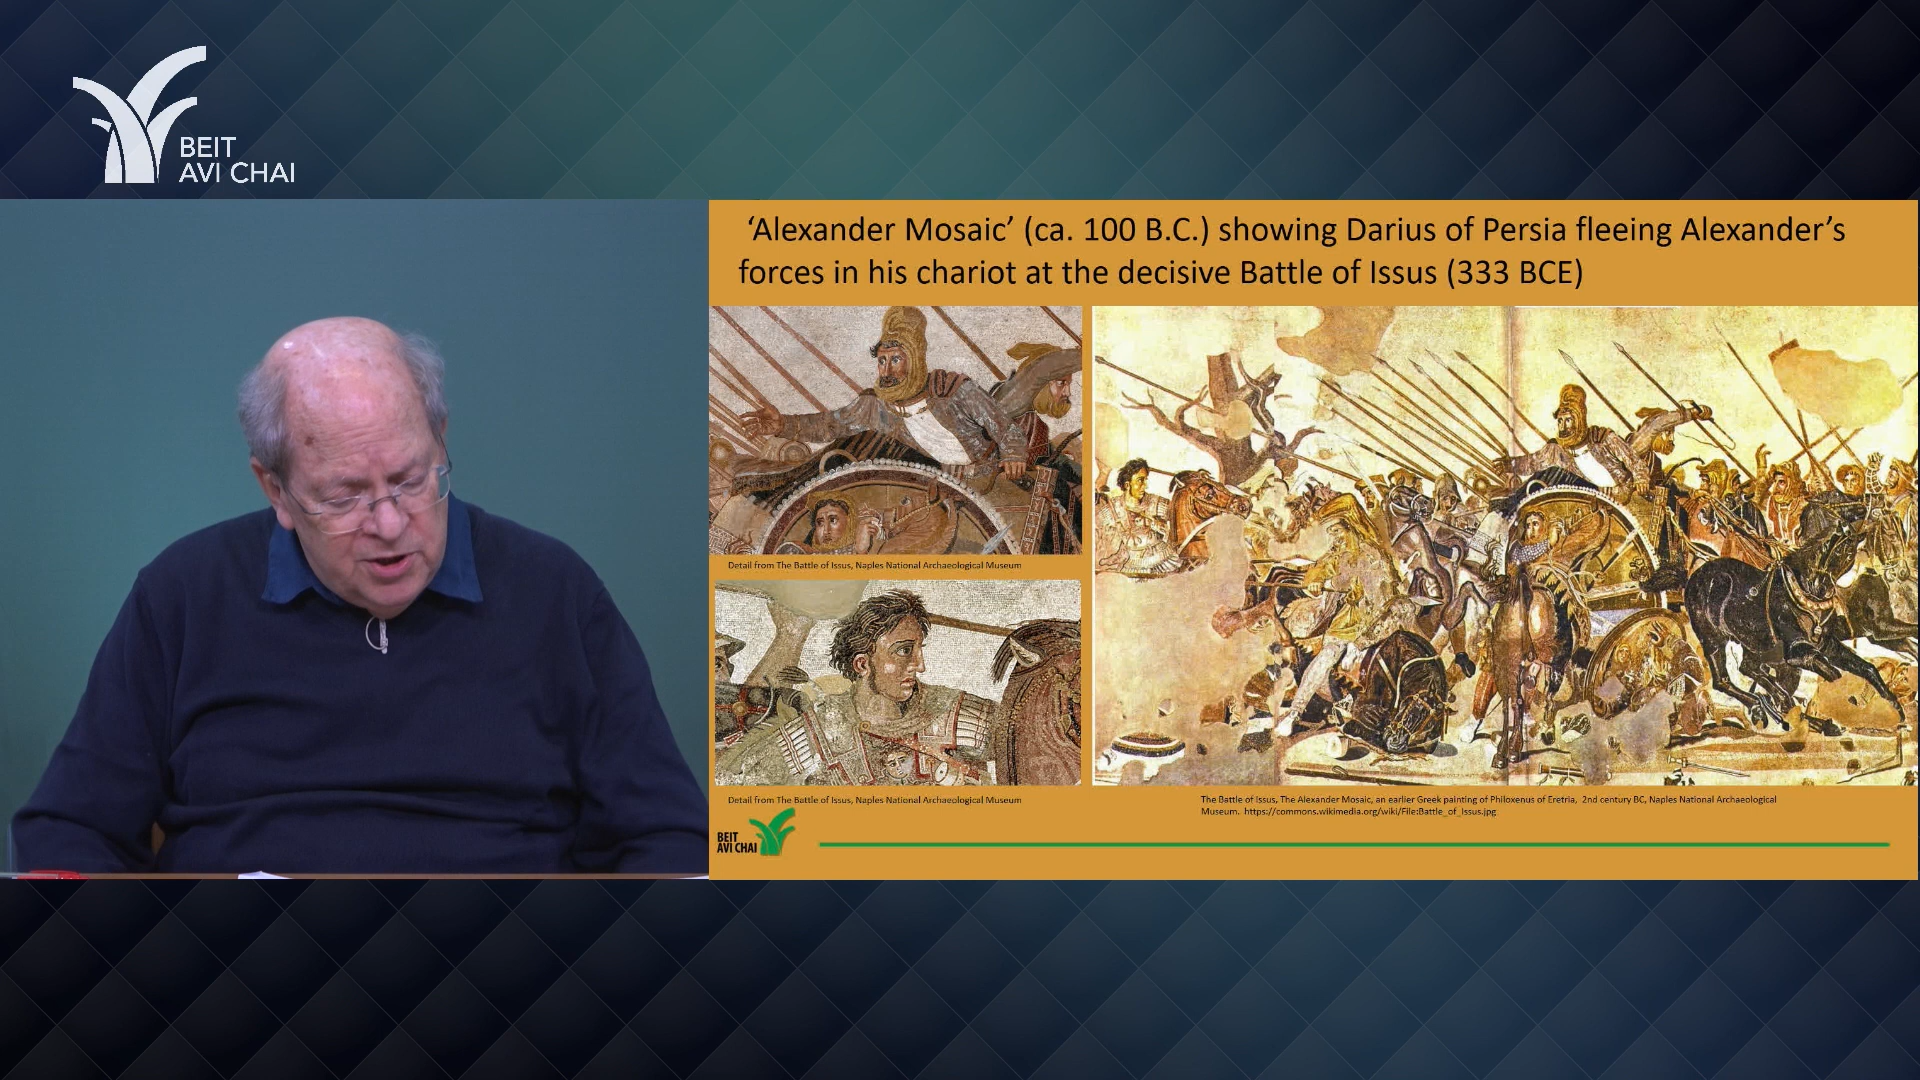 BEIT
AVI CHAI
‘Alexander Mosaic’ (ca. 100 B.C.) showing Darius of Persia fleeing Alexander’s
forces in his chariot at the decisive Battle of Issus (333 BCE)
Detail from The Battle of Issus, Naples National Archaeological Museum
Detail from The Battle of Issus, Naples National Archaeological Museum
The Battle of Issus, The Alexander Mosaic, an earlier Greek painting of Philoxenus of Eretria, 2nd century BC, Naples National Archaeological
Museum. https://commons.wikimedia.org/wiki/File:Battle_of_Issus.jpg
BEIT
AVI CHAI